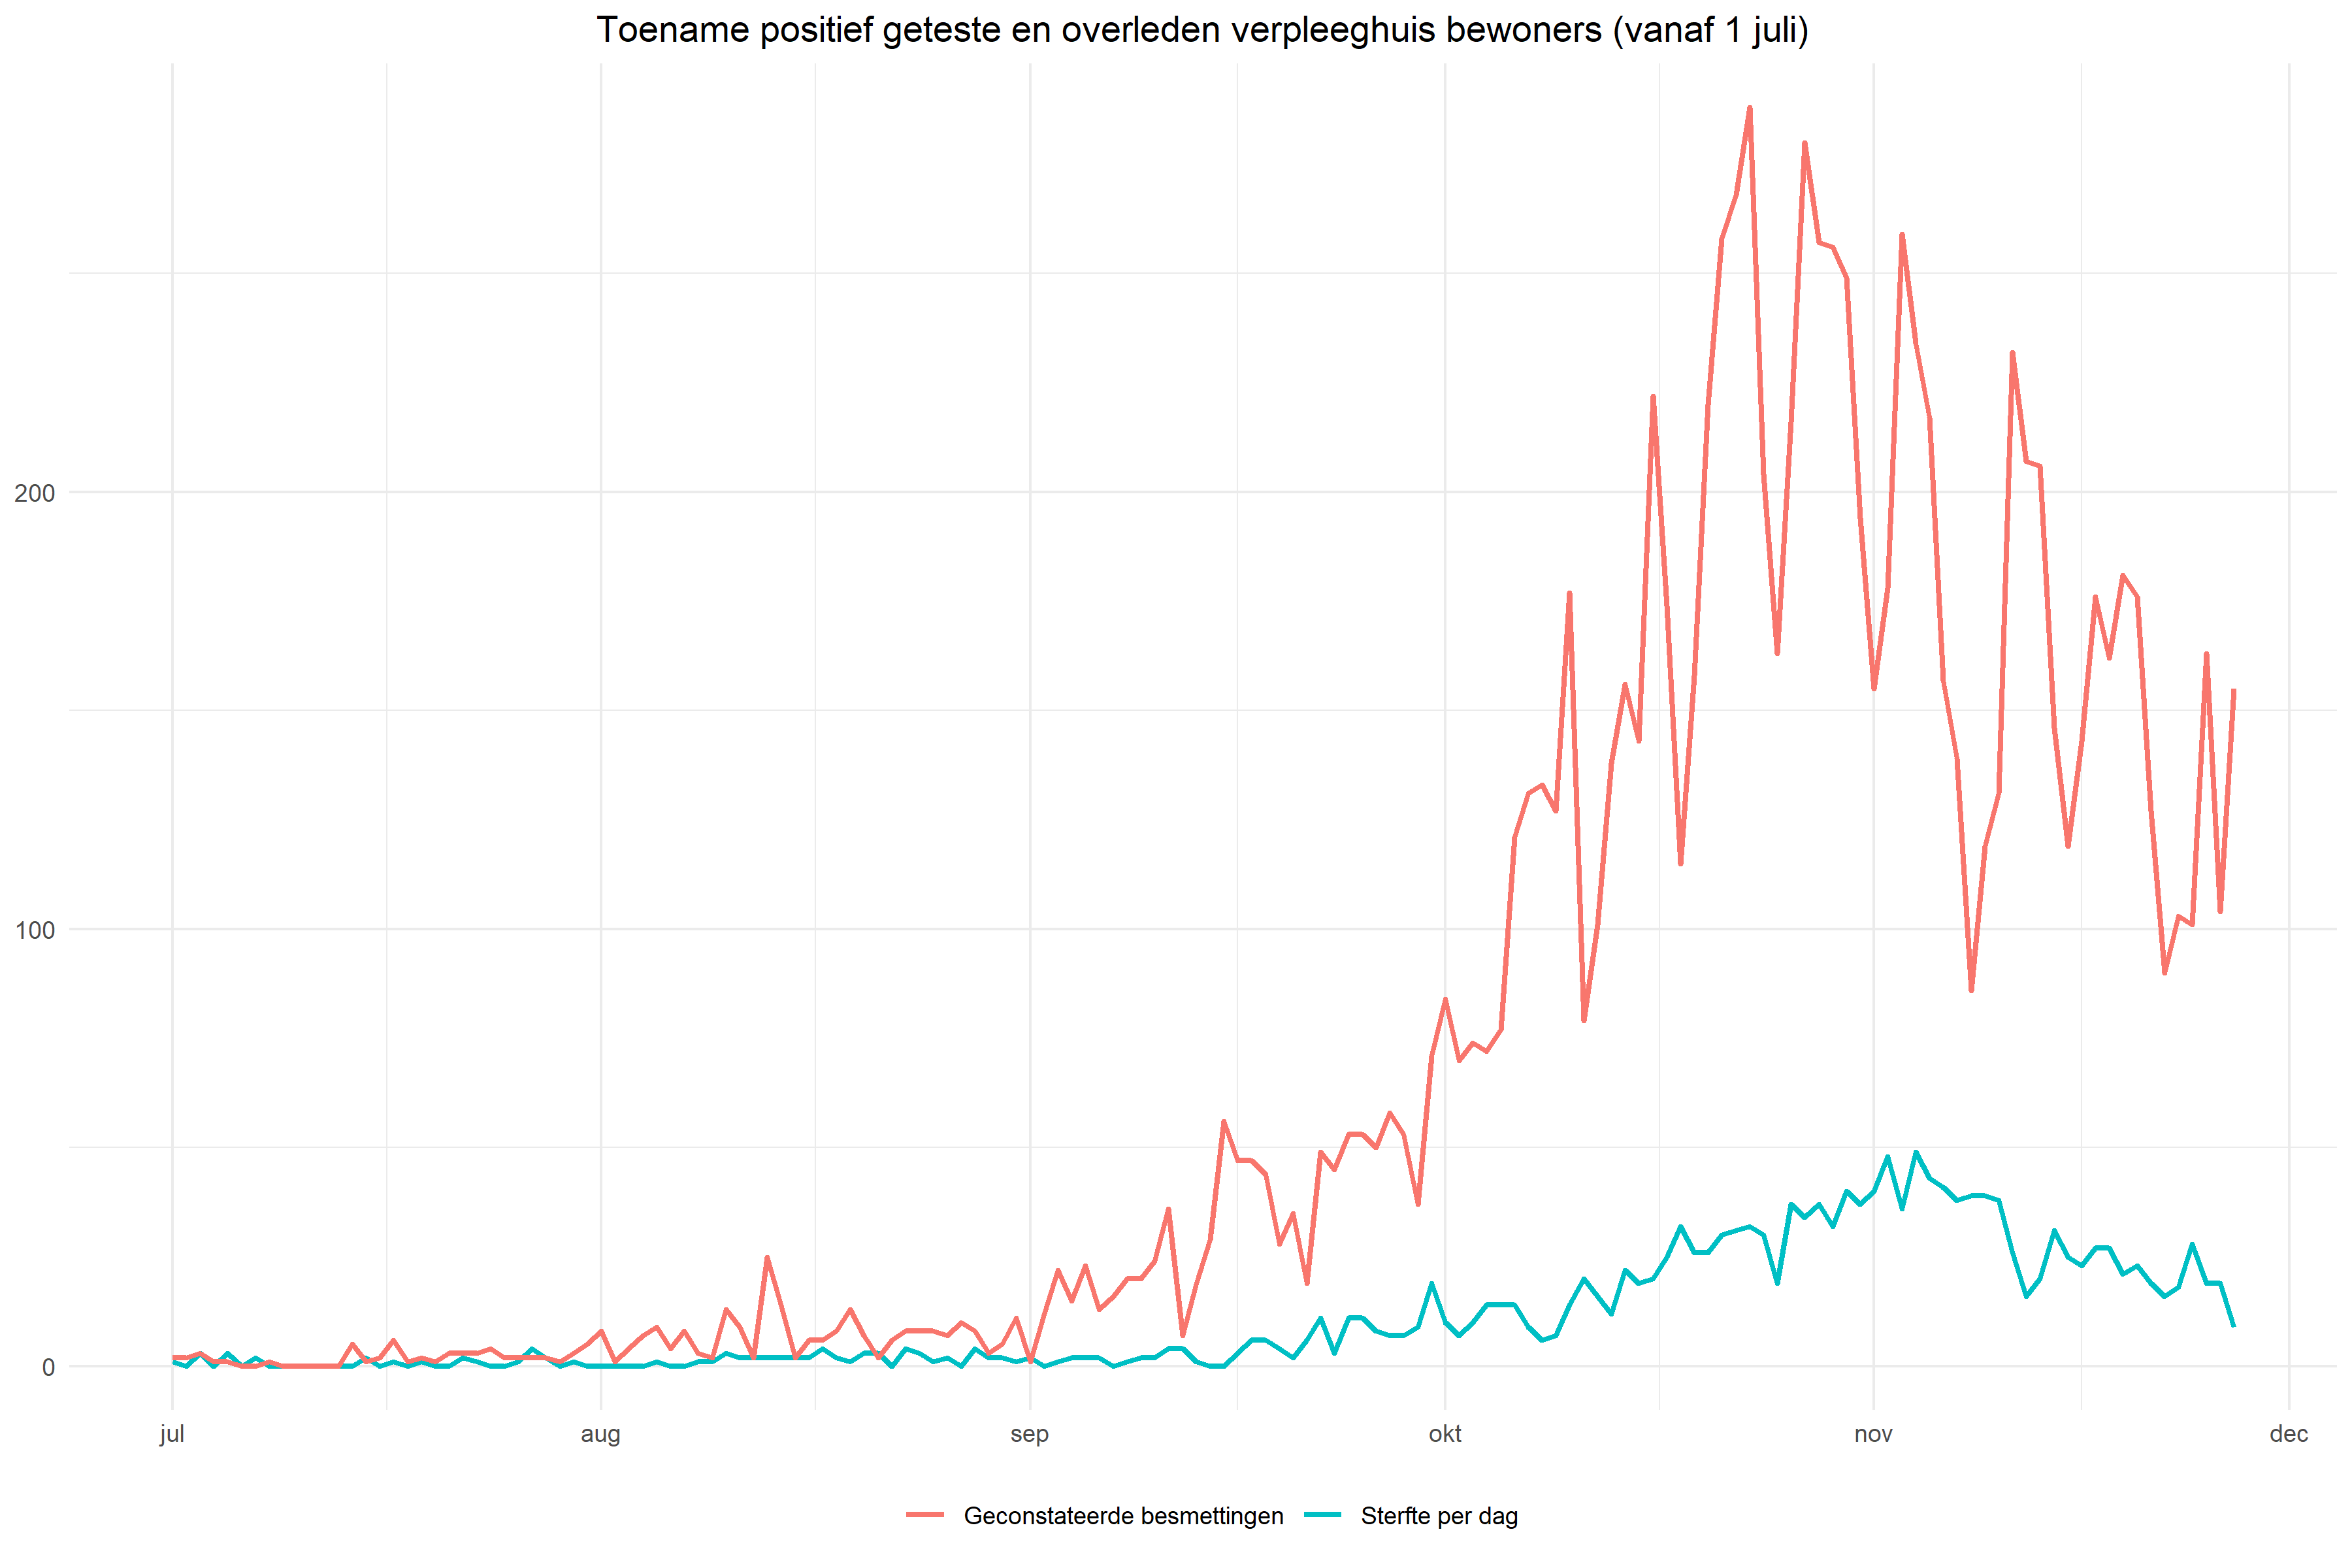 Toename positief geteste en overleden verpleeghuis bewoners (vanaf 1 juli)
200
100
0
jul aug sep okt nov dec
Geconstateerde besmettingen Sterfte per dag